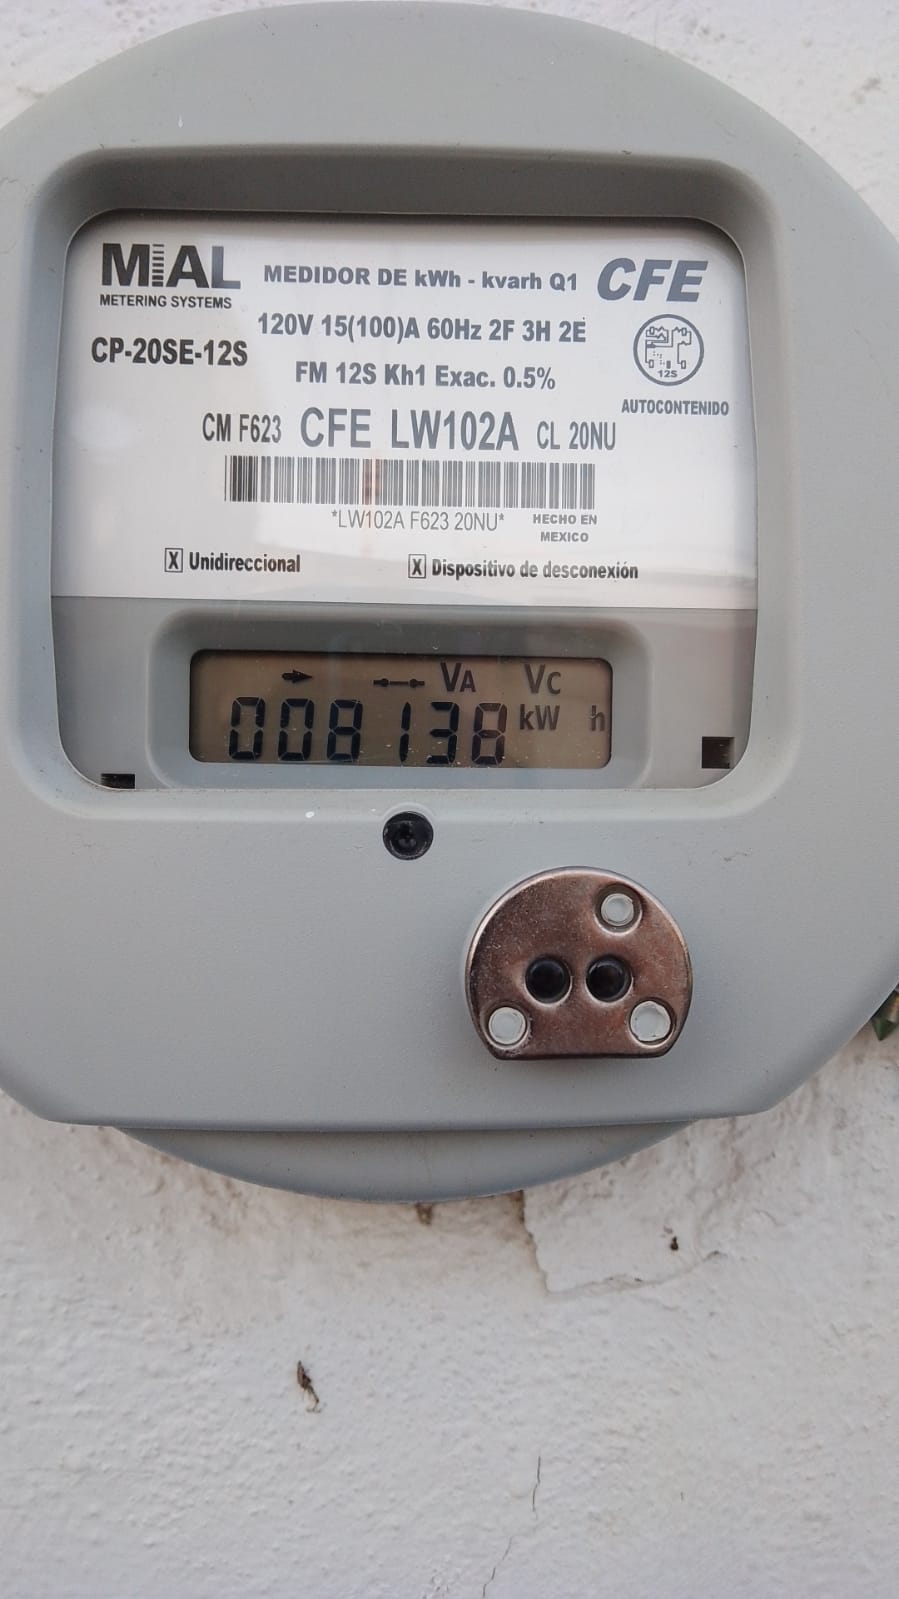 MIAL
METERING SYSTEMS
MEDIDOR DE kWh - kvarh Q1
CFE
120V 15(100)A 60Hz 2F 3H 2E
CP-20SE-12S
FM 12S Kh1 Exac. 0.5%
12S
AUTOCONTENIDO
CM F623 CFE LW102A CL 20NU
*LW102A F623 20NU*
HECHO EN
MEXICO
X Unidireccional
X Dispositivo de desconexión
VA VC
008138 kW h